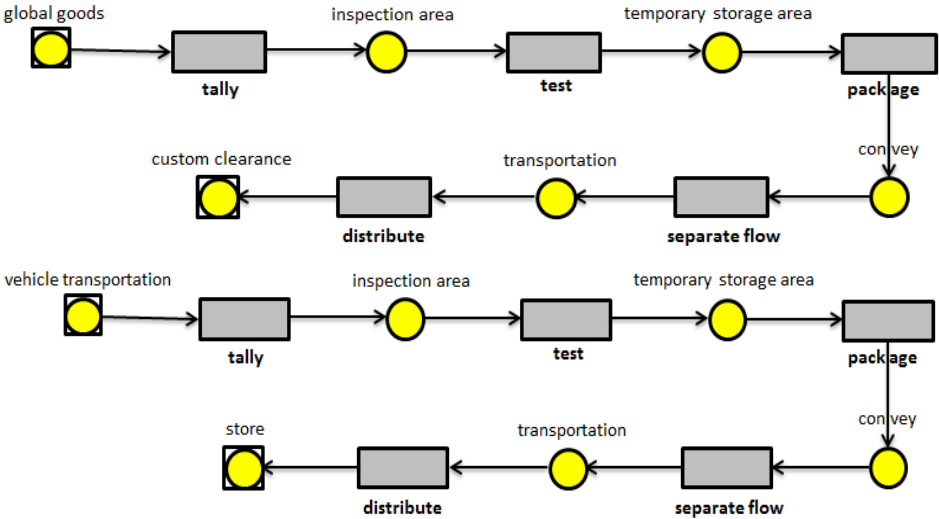 global goods
inspection area
temporary storage area
tally
test
package
custom clearance
transportation
convey
distribute
separate flow
vehicle transportation
inspection area
temporary storage area
tally
test
package
store
transportation
convey
distribute
separate flow